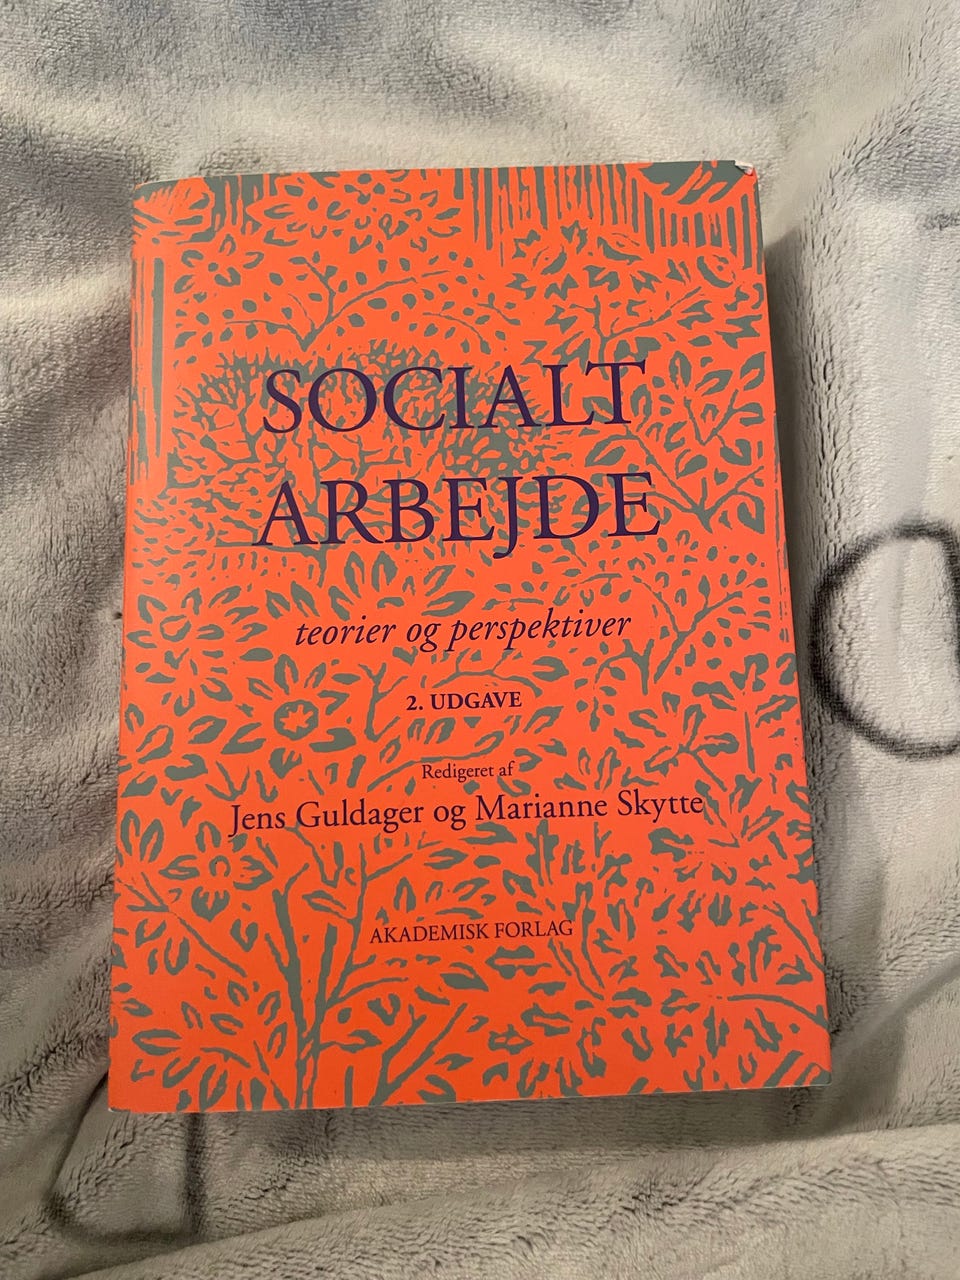 SOCIALT
ARBEJDE
teorier og perspektiver
2. UDGAVE
Redigeret af
Jens Guldager og Marianne Skytte
AKADEMISK FORLAG